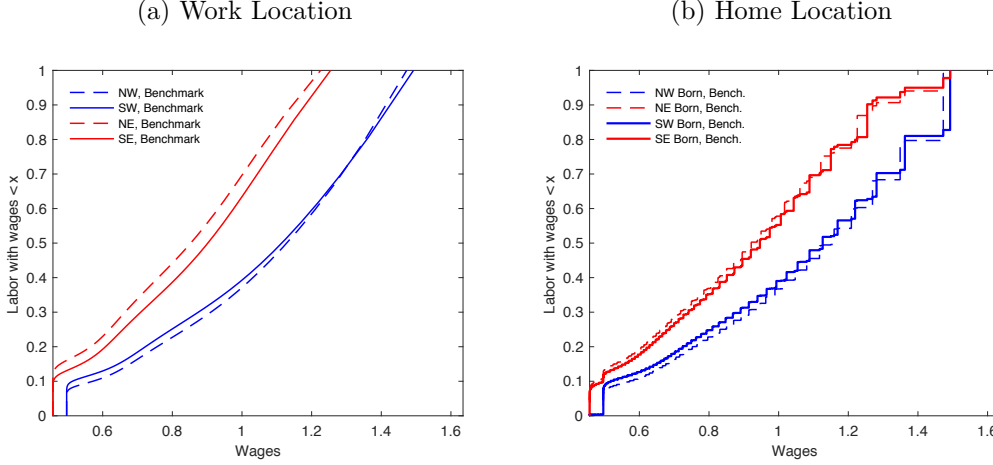 (a) Work Location
1
0.9
0.8
0.7
0.6
0.5
0.4
0.3
0.2
0.1
0
Labor with wages < x
NW, Benchmark
SW, Benchmark
NE, Benchmark
SE, Benchmark
0.6 0.8 1 1.2 1.4 1.6
Wages
(b) Home Location
1
0.9
0.8
0.7
0.6
0.5
0.4
0.3
0.2
0.1
0
Labor with wages < x
NW Born, Bench.
NE Born, Bench.
SW Born, Bench.
SE Born, Bench.
0.6 0.8 1 1.2 1.4 1.6
Wages